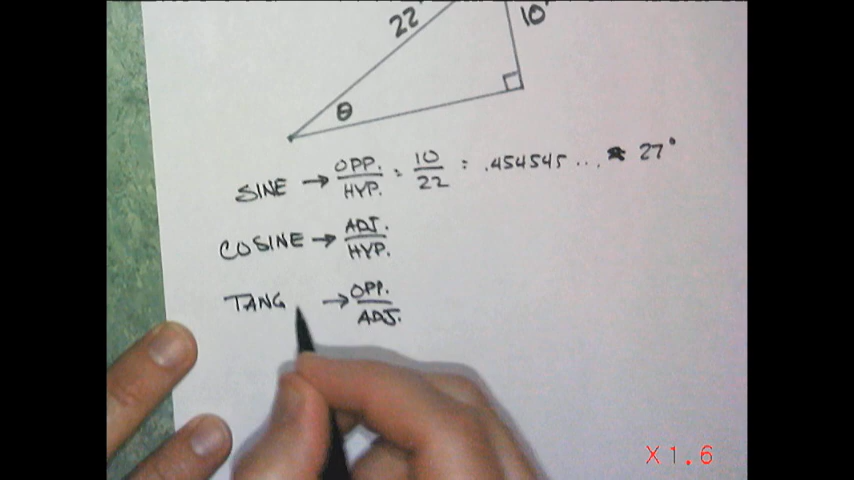 22'
10'
θ
SINE → OPP./HYP. = 10/22 = .454545... ≈ 27°
COSINE → ADJ./HYP.
TANG → OPP./ADJ.
X1.6